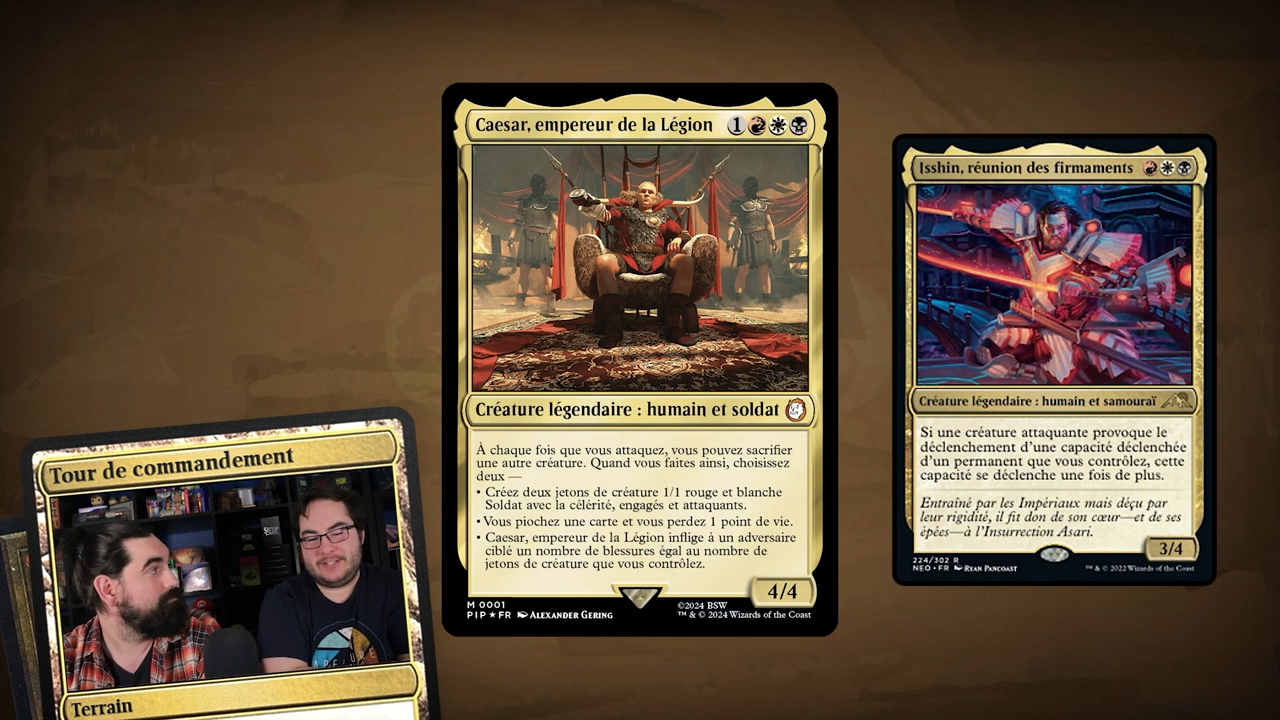 Caesar, empereur de la Légion 1
Créature légendaire : humain et soldat
À chaque fois que vous attaquez, vous pouvez sacrifier
une autre créature. Quand vous faites ainsi, choisissez
deux —
• Créez deux jetons de créature 1/1 rouge et blanche
Soldat avec la célérité, engagés et attaquants.
• Vous piochez une carte et vous perdez 1 point de vie.
• Caesar, empereur de la Légion inflige à un adversaire
ciblé un nombre de blessures égal au nombre de
jetons de créature que vous contrôlez.
4/4
M 0001
PIP ★ FR Alexander Gering
©2024 BSW
™ & © 2024 Wizards of the Coast
Isshin, réunion des firmaments
Créature légendaire : humain et samouraï
Si une créature attaquante provoque le
déclenchement d'une capacité déclenchée
d'un permanent que vous contrôlez, cette
capacité se déclenche une fois de plus.
Entraîné par les Impériaux mais déçu par
leur rigidité, il fit don de son cœur—et de ses
épées—à l'Insurrection Asari.
3/4
224/302 R
NEO • FR Ryan Pancoast
™ & © 2022 Wizards of the Coast
Tour de commandement
Terrain